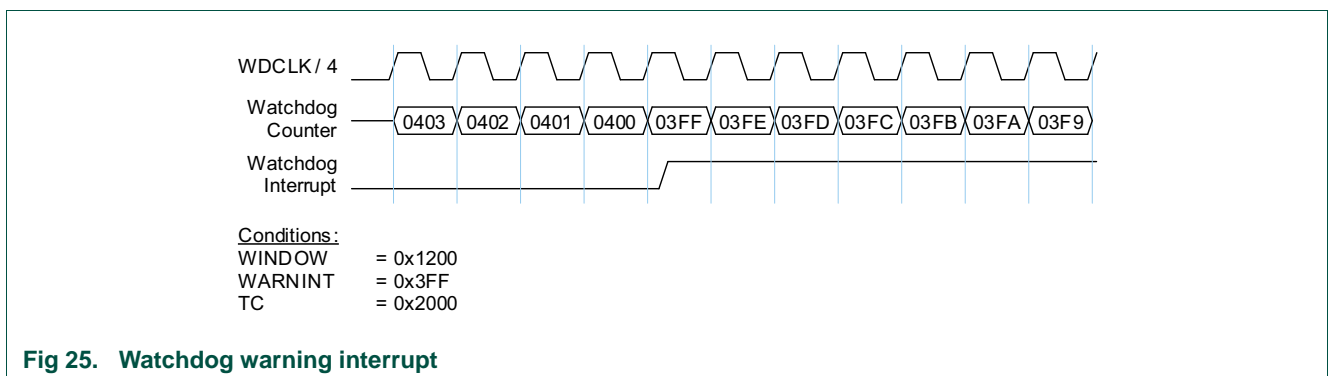 WDCLK / 4
Watchdog
Counter
0403 0402 0401 0400 03FF 03FE 03FD 03FC 03FB 03FA 03F9
Watchdog
Interrupt
Conditions:
WINDOW = 0x1200
WARNINT = 0x3FF
TC = 0x2000
Fig 25. Watchdog warning interrupt